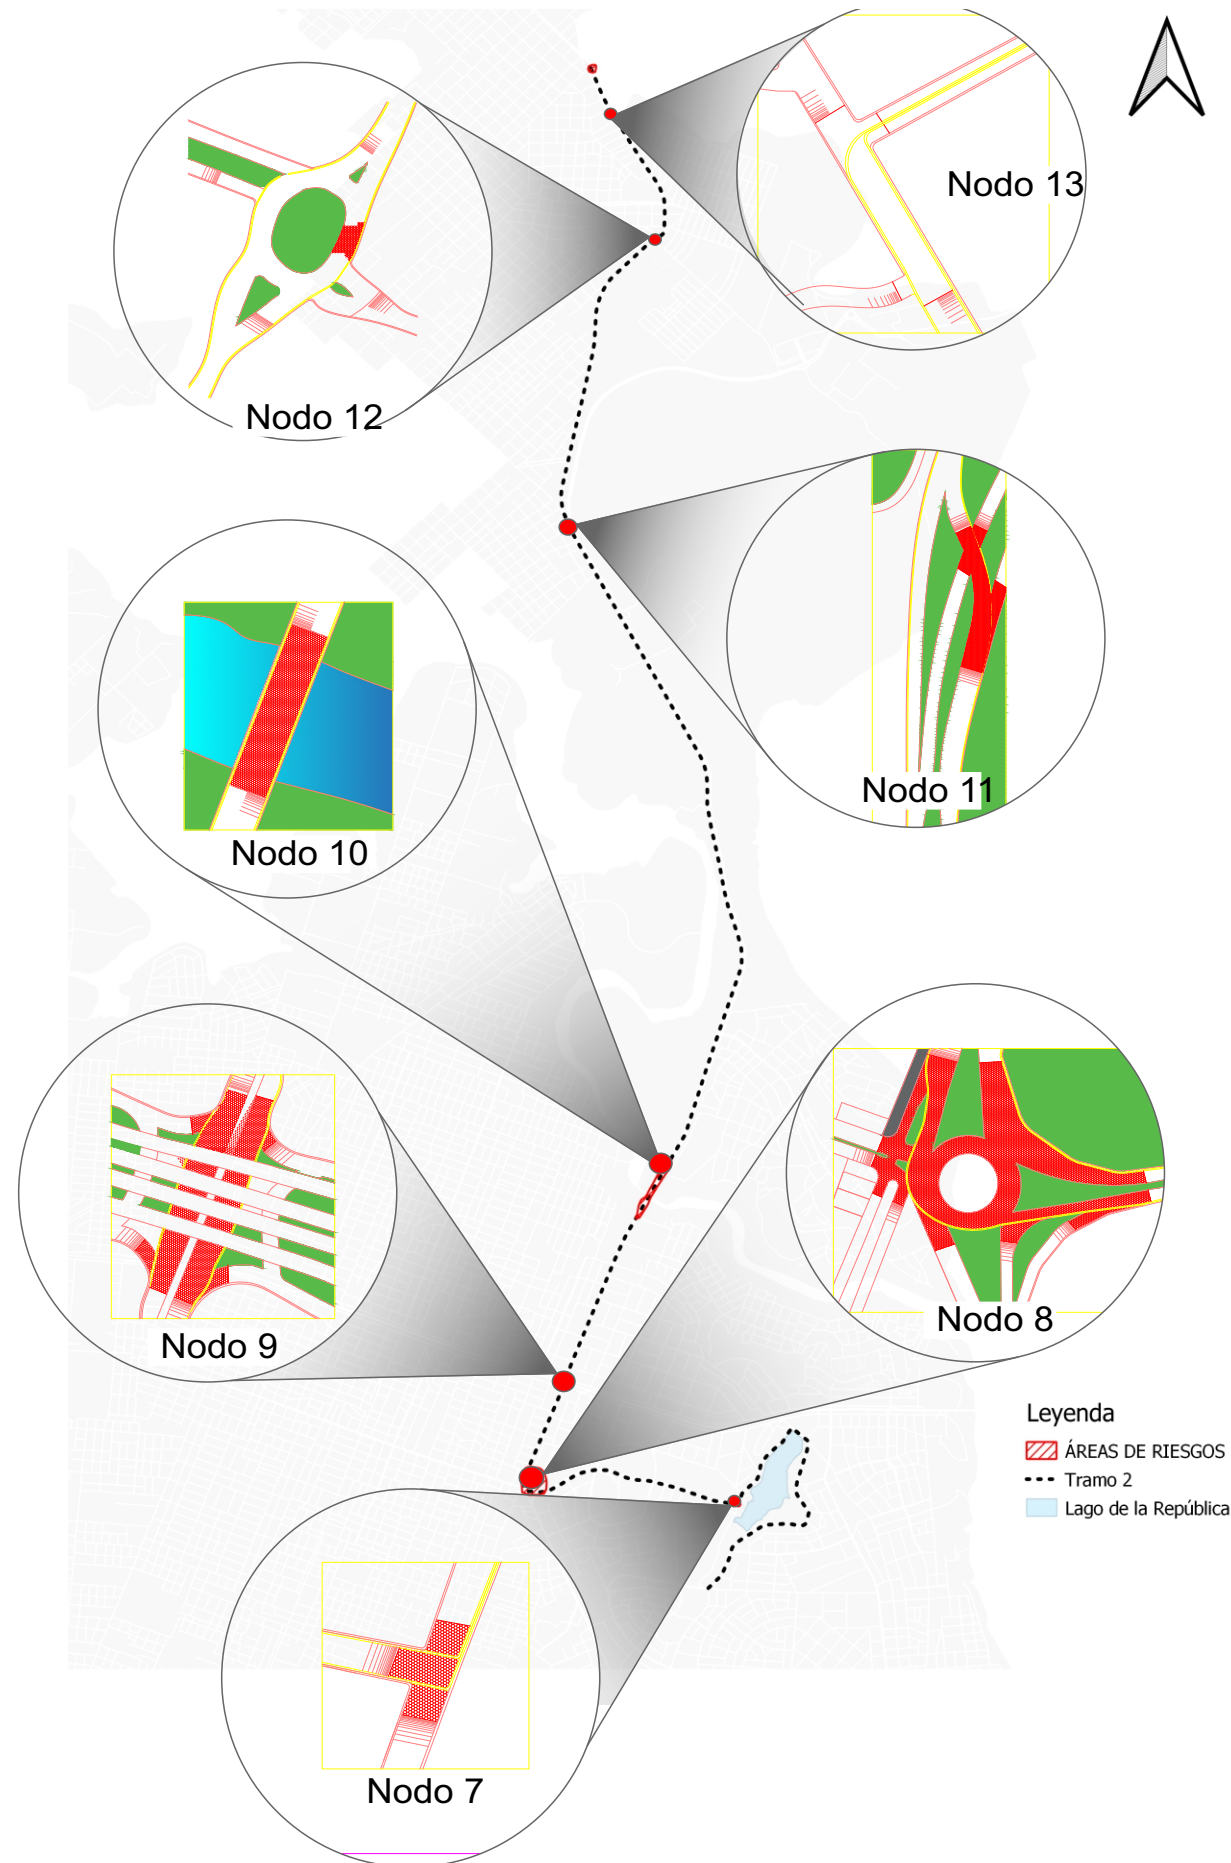 Nodo 13
Nodo 12
Nodo 11
Nodo 10
Nodo 9
Nodo 8
Leyenda
ÁREAS DE RIESGOS
Tramo 2
Lago de la República
Nodo 7